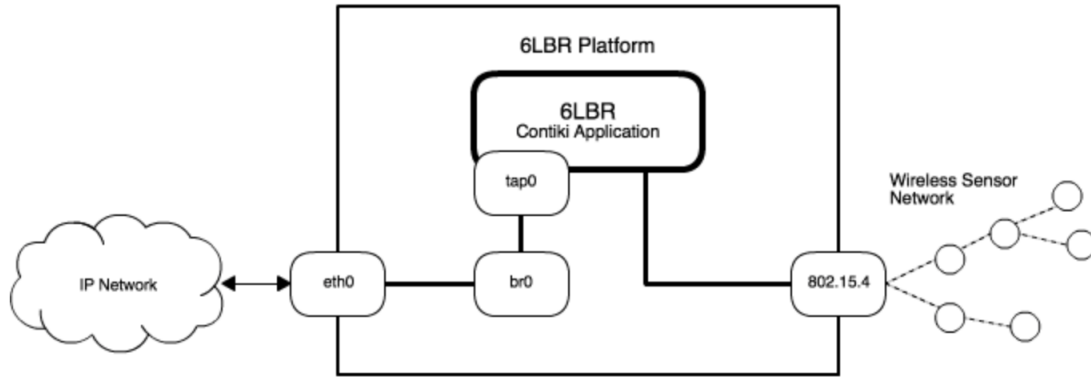 6LBR Platform
6LBR
Contiki Application
tap0
Wireless Sensor
Network
IP Network
eth0
br0
802.15.4